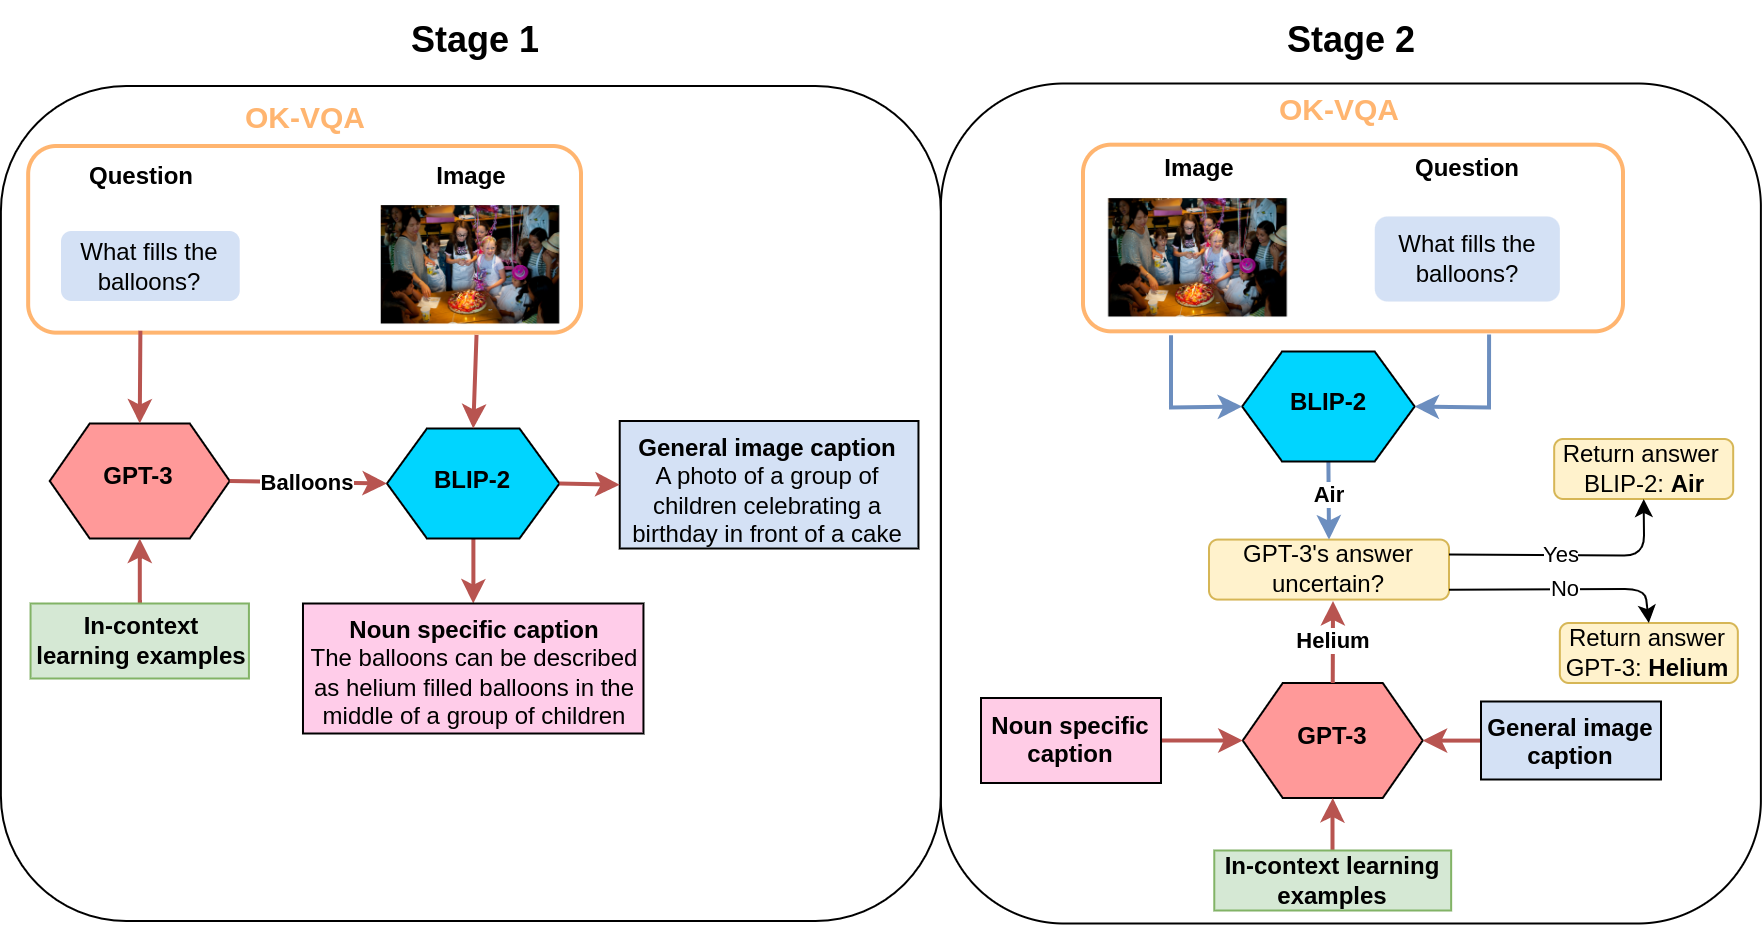 Stage 1
OK-VQA
Question
Image
What fills the
balloons?
GPT-3
Balloons
BLIP-2
General image caption
A photo of a group of
children celebrating a
birthday in front of a cake
In-context
learning examples
Noun specific caption
The balloons can be described
as helium filled balloons in the
middle of a group of children
Stage 2
OK-VQA
Image
Question
What fills the
balloons?
BLIP-2
Air
Return answer
BLIP-2: Air
GPT-3's answer
uncertain?
Yes
No
Helium
Return answer
GPT-3: Helium
Noun specific
caption
GPT-3
General image
caption
In-context learning
examples